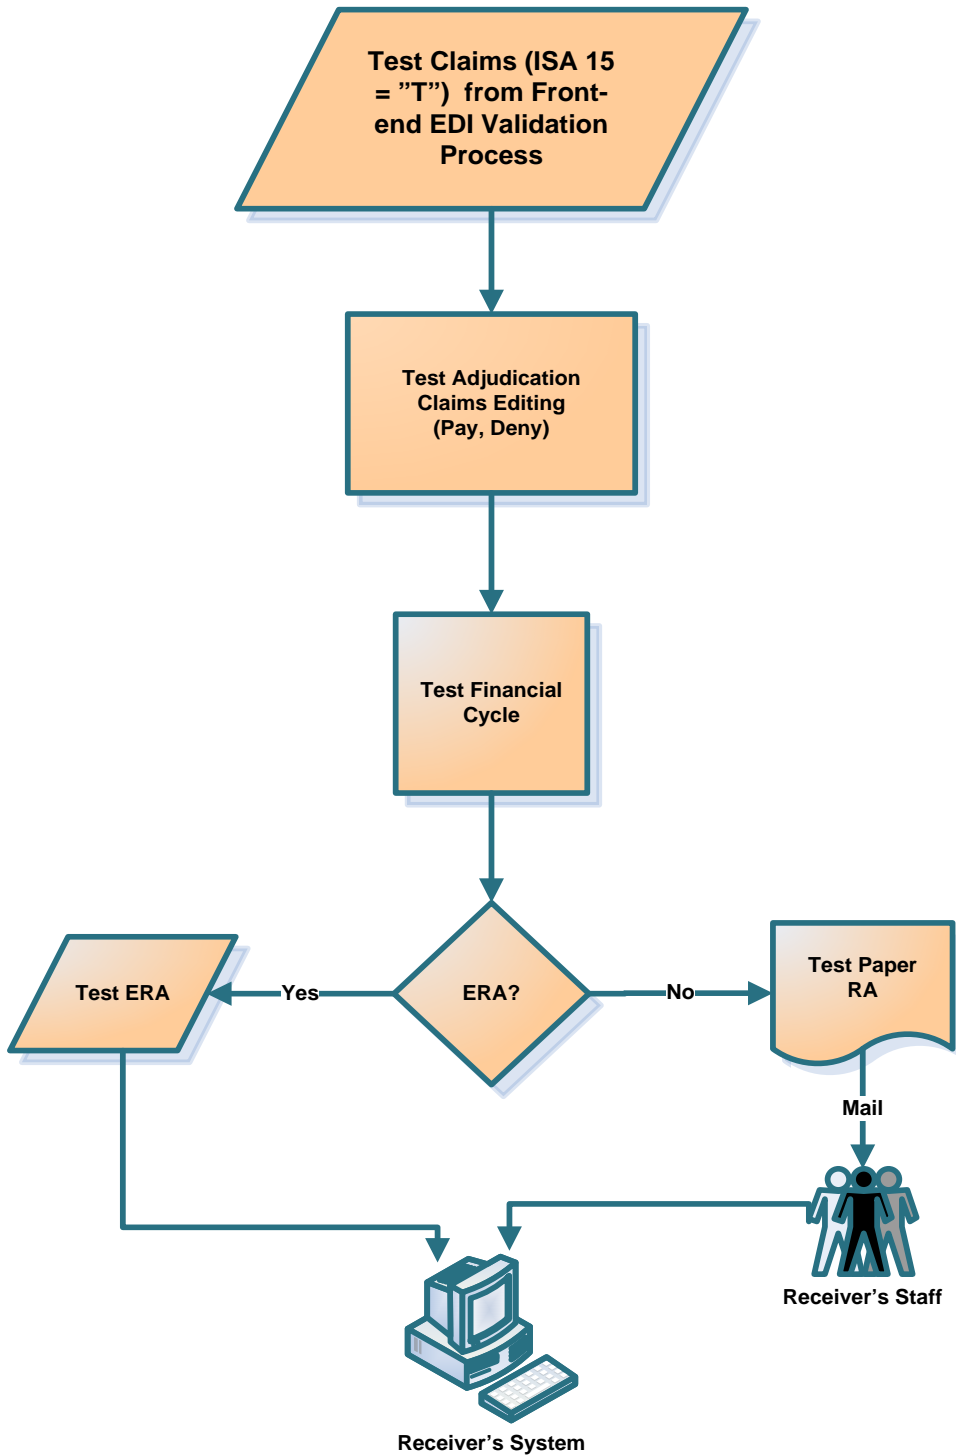 Test Claims (ISA 15
= ”T”)  from Front-
end EDI Validation
Process
Test Adjudication
Claims Editing
(Pay, Deny)
Test Financial
Cycle
Test ERA
Yes
ERA?
No
Test Paper
RA
Mail
Receiver’s Staff
Receiver’s System